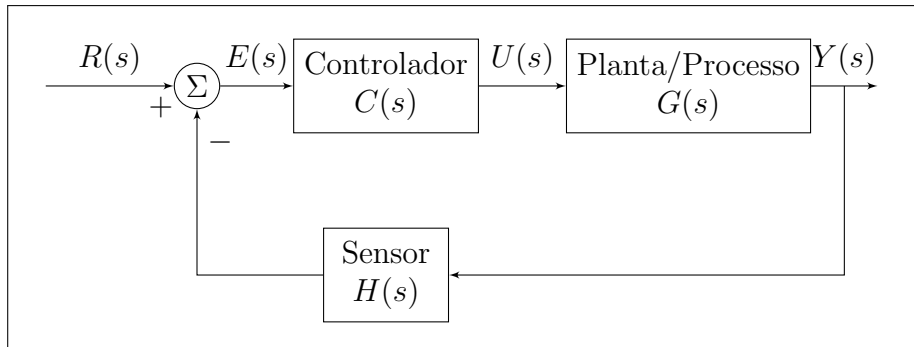 R(s)
+
Σ
−
E(s)
Controlador
C(s)
U(s)
Planta/Processo
G(s)
Y(s)
Sensor
H(s)